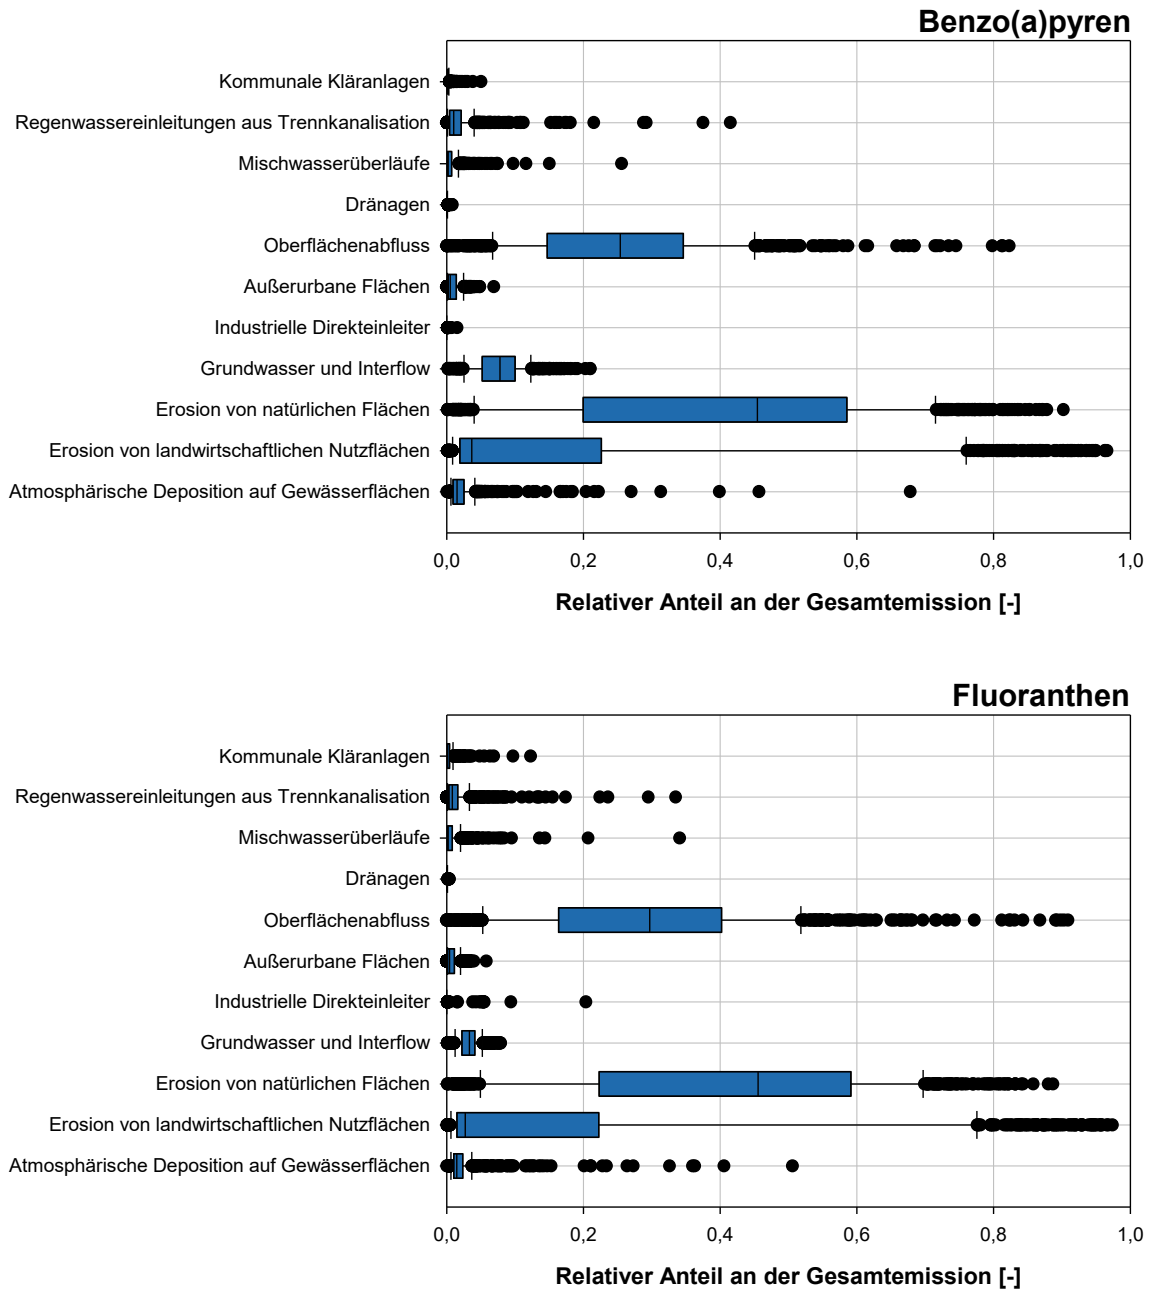 Benzo(a)pyren
Kommunale Kläranlagen
Regenwassereinleitungen aus Trennkanalisation
Mischwasserüberläufe
Dränagen
Oberflächenabfluss
Außerurbane Flächen
Industrielle Direkteinleiter
Grundwasser und Interflow
Erosion von natürlichen Flächen
Erosion von landwirtschaftlichen Nutzflächen
Atmosphärische Deposition auf Gewässerflächen
0,0 0,2 0,4 0,6 0,8 1,0
Relativer Anteil an der Gesamtemission [-]
Fluoranthen
Kommunale Kläranlagen
Regenwassereinleitungen aus Trennkanalisation
Mischwasserüberläufe
Dränagen
Oberflächenabfluss
Außerurbane Flächen
Industrielle Direkteinleiter
Grundwasser und Interflow
Erosion von natürlichen Flächen
Erosion von landwirtschaftlichen Nutzflächen
Atmosphärische Deposition auf Gewässerflächen
0,0 0,2 0,4 0,6 0,8 1,0
Relativer Anteil an der Gesamtemission [-]